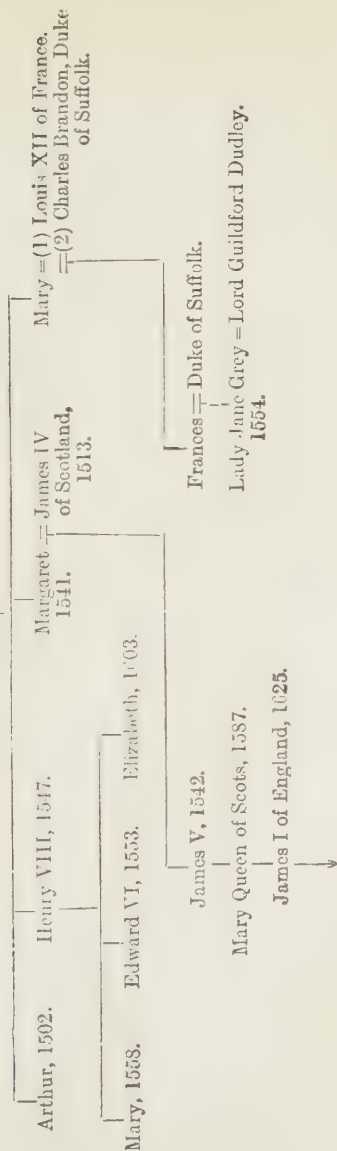 Arthur, 1502.
Henry VIII, 1547.
Margaret = James IV
1541. of Scotland,
1513.
Mary = (1) Louis XII of France.
= (2) Charles Brandon, Duke
of Suffolk.
Mary, 1558.
Edward VI, 1553.
Elizabeth, 1603.
Frances = Duke of Suffolk.
James V, 1542.
Lady Jane Grey = Lord Guildford Dudley.
1554.
Mary Queen of Scots, 1587.
James I of England, 1625.